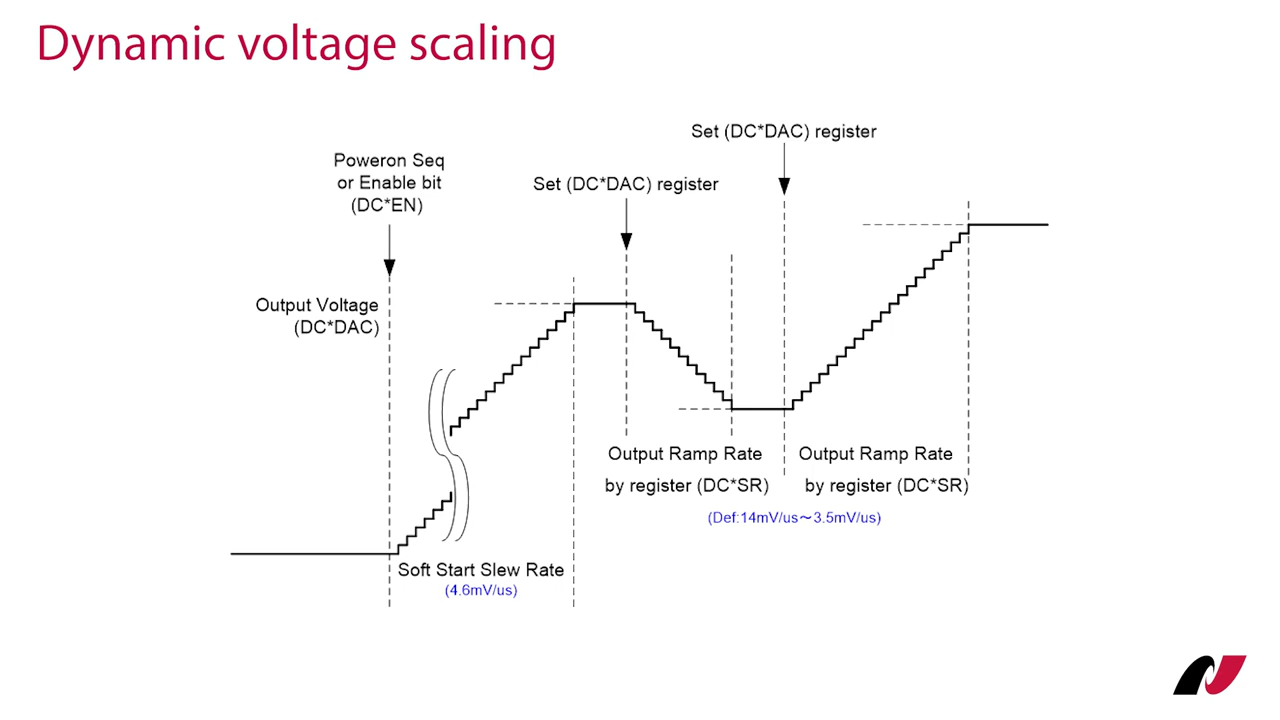 Dynamic voltage scaling
Set (DC*DAC) register
Poweron Seq
or Enable bit
(DC*EN)
Set (DC*DAC) register
Output Voltage
(DC*DAC)
Output Ramp Rate
by register (DC*SR)
Output Ramp Rate
by register (DC*SR)
(Def:14mV/us～3.5mV/us)
Soft Start Slew Rate
(4.6mV/us)